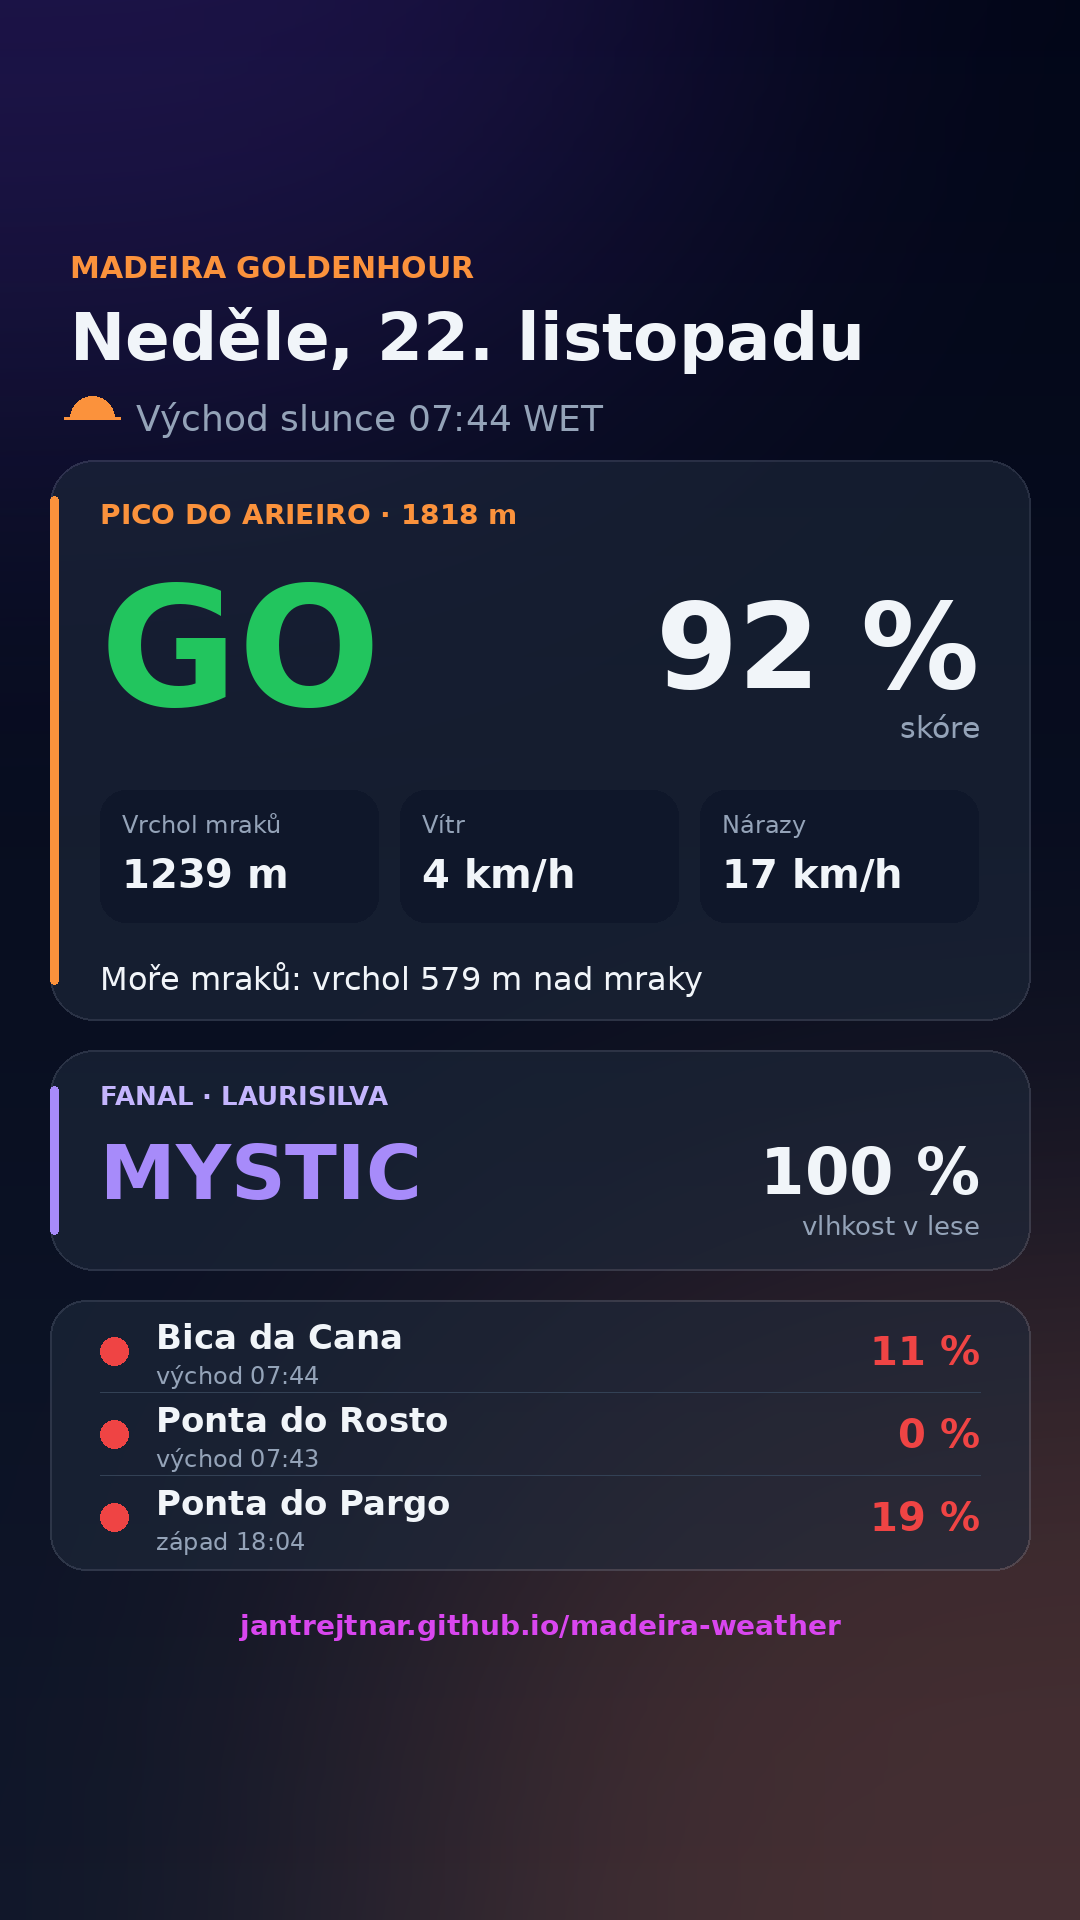 MADEIRA GOLDENHOUR
Neděle, 22. listopadu
Východ slunce 07:44 WET
PICO DO ARIEIRO · 1818 m
GO
92 %
skóre
Vrchol mraků
1239 m
Vítr
4 km/h
Nárazy
17 km/h
Moře mraků: vrchol 579 m nad mraky
FANAL · LAURISILVA
MYSTIC
100 %
vlhkost v lese
Bica da Cana
východ 07:44
11 %
Ponta do Rosto
východ 07:43
0 %
Ponta do Pargo
západ 18:04
19 %
jantrejtnar.github.io/madeira-weather